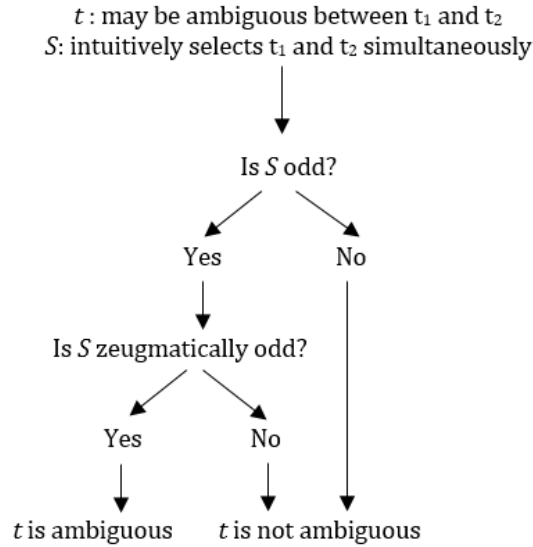 t : may be ambiguous between t₁ and t₂
S: intuitively selects t₁ and t₂ simultaneously
Is S odd?
Yes No
Is S zeugmatically odd?
Yes No
t is ambiguous t is not ambiguous